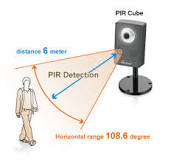 PIR Cube
distance 6 meter
PIR Detection
Horizontal range 108.6 degree